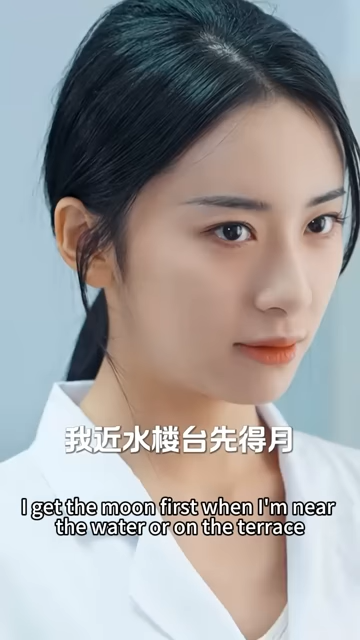 我近水楼台先得月
I get the moon first when I'm near
the water or on the terrace